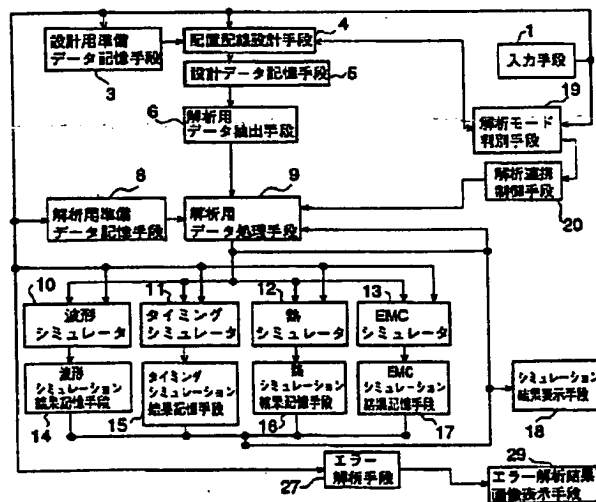 4
1
設計用準備
データ記憶手段
配置配線設計手段
入力手段
3
設計データ記憶手段
5
19
6
解析用
データ抽出手段
解析モード
判別手段
8
9
解析連携
制御手段
20
解析用準備
データ記憶手段
解析用
データ処理手段
10
11
12
13
波形
シミュレータ
タイミング
シミュレータ
熱
シミュレータ
EMC
シミュレータ
波形
シミュレーション
結果記憶手段
タイミング
シミュレーション
結果記憶手段
熱
シミュレーション
結果記憶手段
EMC
シミュレーション
結果記憶手段
シミュレーション
結果表示手段
14
15
16
17
18
エラー
解析手段
27
29
エラー解析結果
画像表示手段